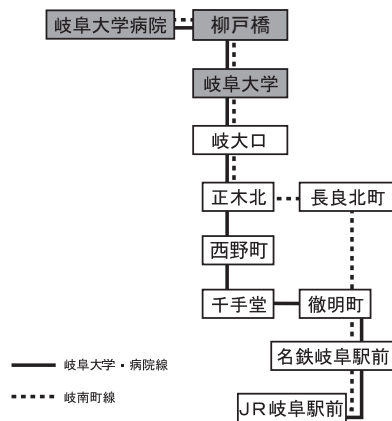 岐阜大学病院 柳戸橋
岐阜大学
岐大口
正木北 長良北町
西野町
千手堂 徹明町
名鉄岐阜駅前
岐阜大学・病院線
岐南町線
JR岐阜駅前